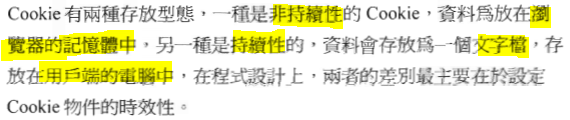 Cookie 有兩種存放型態，一種是非持續性的 Cookie，資料為放在瀏
覽器的記憶體中，另一種是持續性的，資料會存放為一個文字檔，存
放在用戶端的電腦中，在程式設計上，兩者的差別最主要在於設定
Cookie 物件的時效性。